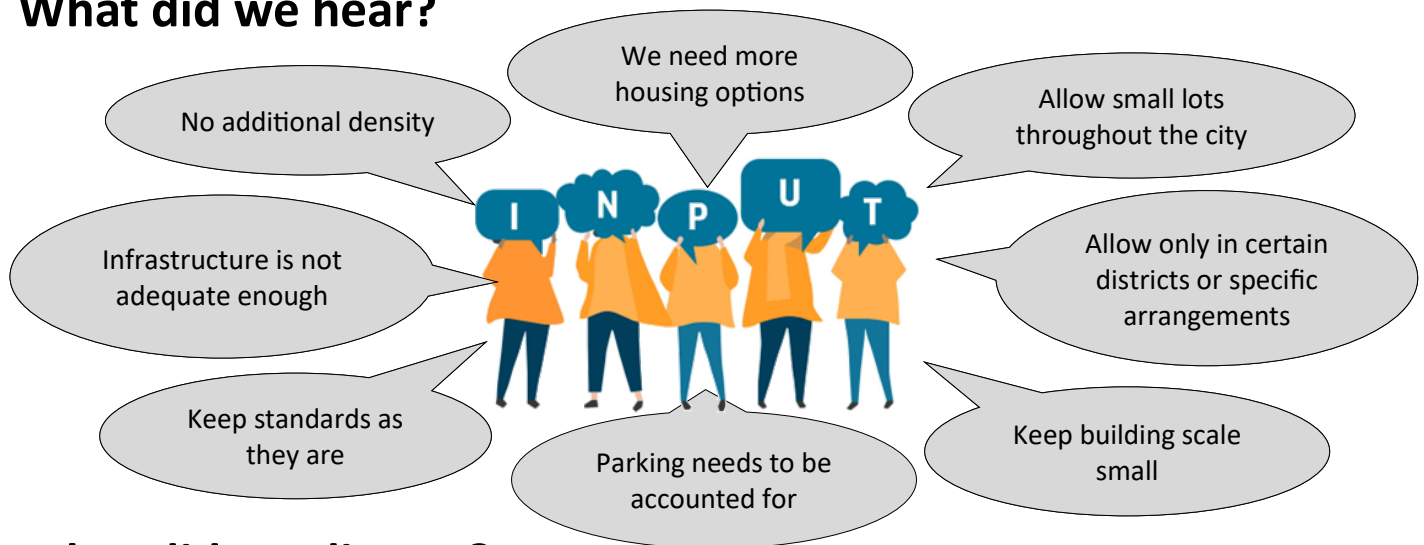 What did we hear?
We need more
housing options
No additional density
Allow small lots
throughout the city
I N P U T
Infrastructure is not
adequate enough
Allow only in certain
districts or specific
arrangements
Keep standards as
they are
Parking needs to be
accounted for
Keep building scale
small